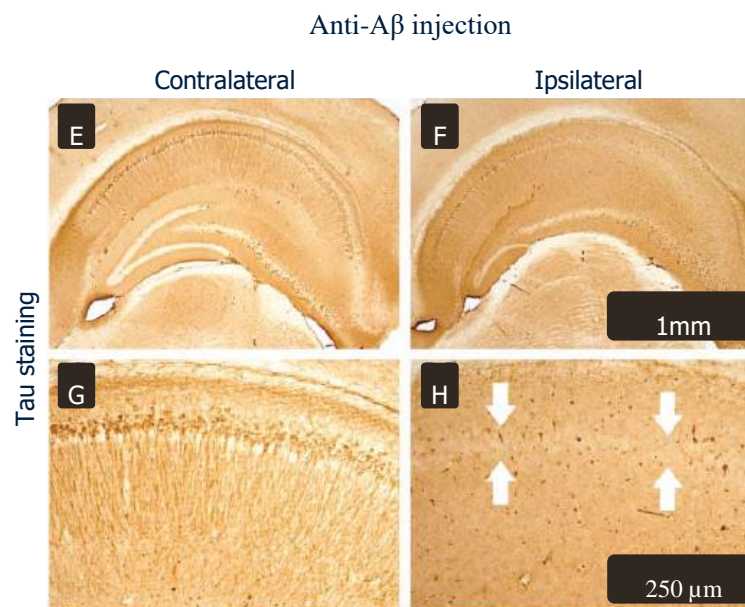 Anti-Aβ injection
Contralateral
Ipsilateral
E
F
1mm
Tau staining
G
H
250 µm